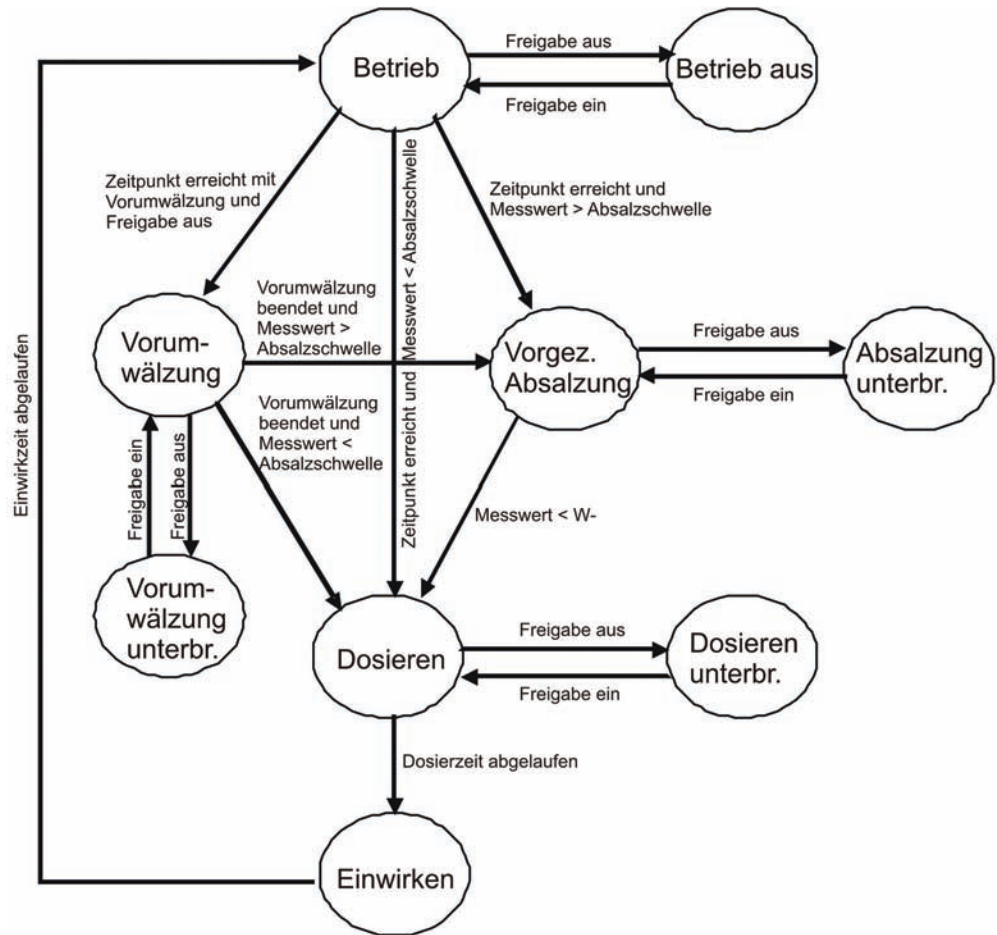 Freigabe aus
Betrieb
Betrieb aus
Freigabe ein
Zeitpunkt erreicht mit
Vorumwälzung und
Freigabe aus
Zeitpunkt erreicht und Messwert < Absalzschwelle
Zeitpunkt erreicht und
Messwert > Absalzschwelle
Einwirkzeit abgelaufen
Vorum-
wälzung
Vorumwälzung
beendet und
Messwert >
Absalzschwelle
Vorgez.
Absalzung
Freigabe aus
Freigabe ein
Absalzung
unterbr.
Vorumwälzung
beendet und
Messwert <
Absalzschwelle
Freigabe ein
Freigabe aus
Messwert < W-
Vorum-
wälzung
unterbr.
Dosieren
Freigabe aus
Freigabe ein
Dosieren
unterbr.
Dosierzeit abgelaufen
Einwirken